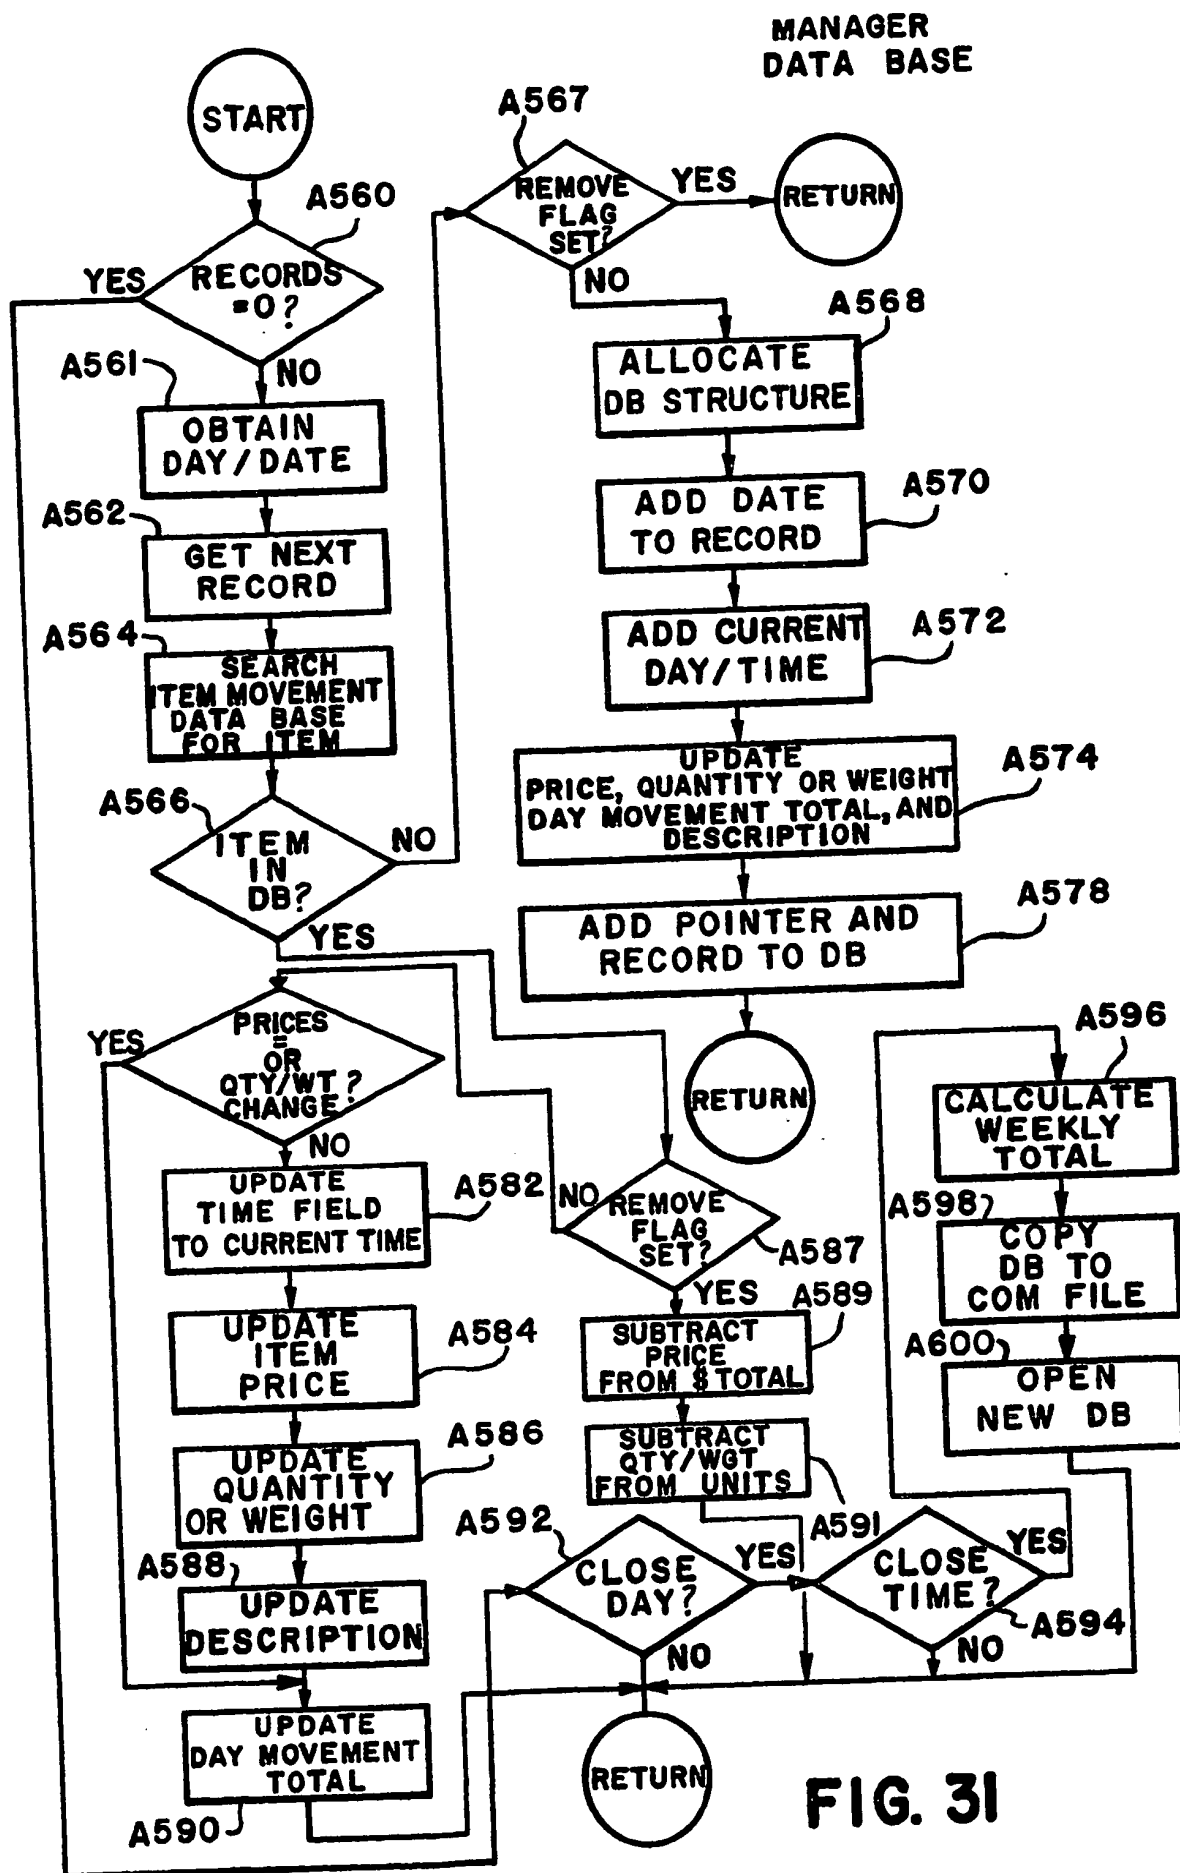 MANAGER
DATA BASE
START
A560
YES
RECORDS
=0?
NO
A561
OBTAIN
DAY/DATE
A562
GET NEXT
RECORD
A564
SEARCH
ITEM MOVEMENT
DATA BASE
FOR ITEM
A566
ITEM
IN
DB?
NO
YES
A567
REMOVE
FLAG
SET?
YES
RETURN
NO
A568
ALLOCATE
DB STRUCTURE
A570
ADD DATE
TO RECORD
A572
ADD CURRENT
DAY/TIME
A574
UPDATE
PRICE, QUANTITY OR WEIGHT
DAY MOVEMENT TOTAL, AND
DESCRIPTION
A578
ADD POINTER AND
RECORD TO DB
RETURN
YES
PRICES
=
OR
QTY/WT?
CHANGE?
NO
UPDATE
TIME FIELD
TO CURRENT TIME
A582
UPDATE
ITEM
PRICE
A584
UPDATE
QUANTITY
OR WEIGHT
A586
A588
UPDATE
DESCRIPTION
UPDATE
DAY MOVEMENT
TOTAL
A590
NO
REMOVE
FLAG
SET?
A587
YES
A589
SUBTRACT
PRICE
FROM $ TOTAL
SUBTRACT
QTY/WGT
FROM UNITS
A591
A592
CLOSE
DAY?
YES
NO
CLOSE
TIME?
YES
A594
NO
RETURN
A596
CALCULATE
WEEKLY
TOTAL
A598
COPY
DB TO
COM FILE
A600
OPEN
NEW DB
FIG. 31